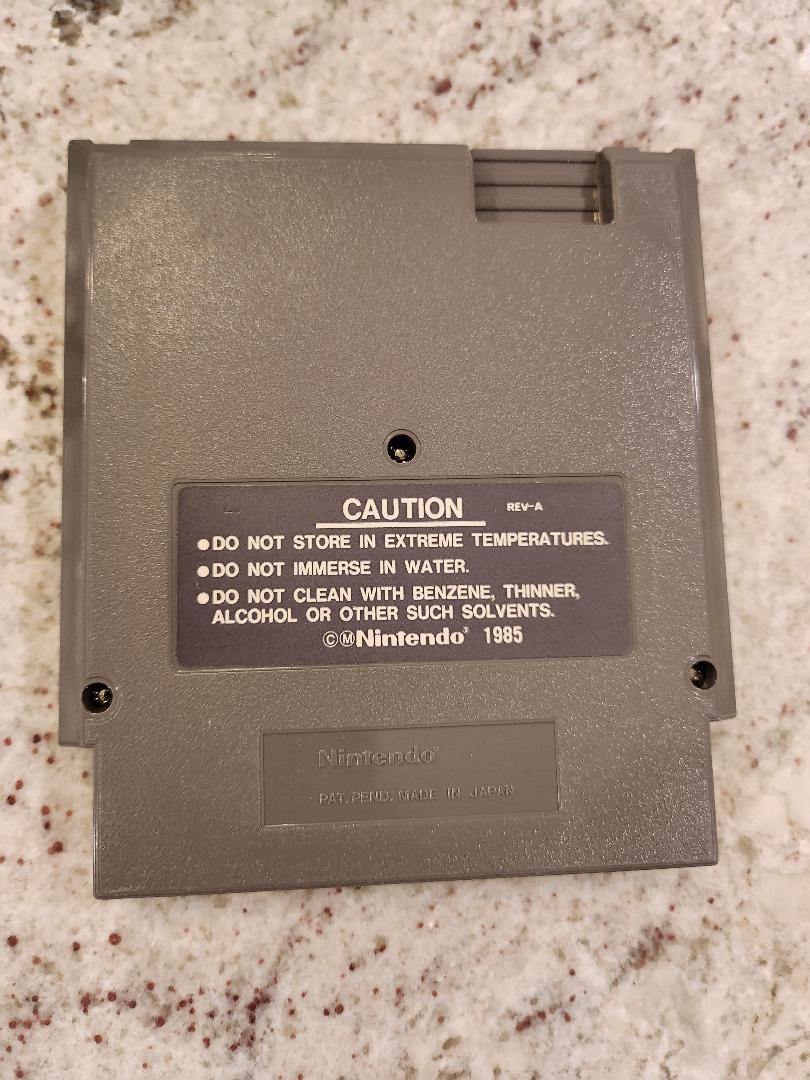 CAUTION REV-A
●DO NOT STORE IN EXTREME TEMPERATURES.
●DO NOT IMMERSE IN WATER.
●DO NOT CLEAN WITH BENZENE, THINNER,
ALCOHOL OR OTHER SUCH SOLVENTS.
©ⓂNintendo® 1985
Nintendo®
PAT. PEND. MADE IN JAPAN